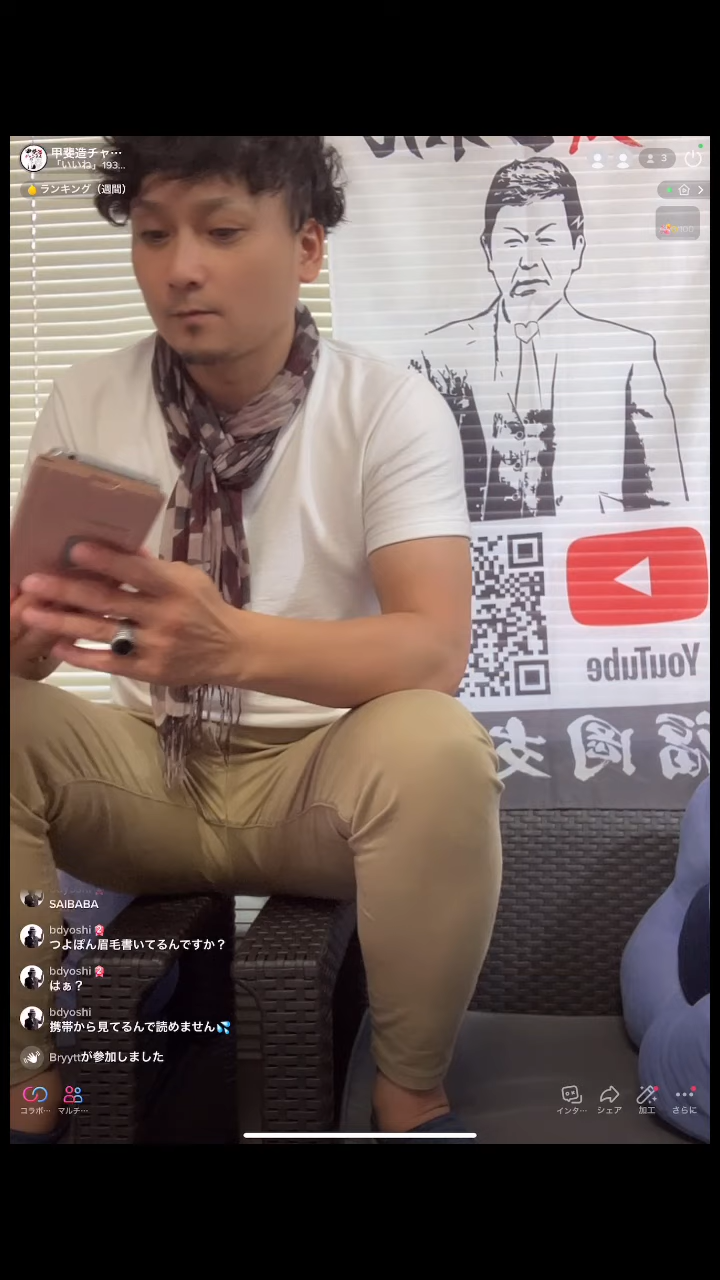 甲斐造チャ…
「いいね」193...
3
ランキング（週間）
YouTube
福岡支
SAIBABA
bdyoshi
つよぽん眉毛書いてるんですか？
bdyoshi
はぁ？
bdyoshi
携帯から見てるんで読めません💦
Bryyttが参加しました
コラボ…
マルチ…
インタ…
シェア
加工
さらに